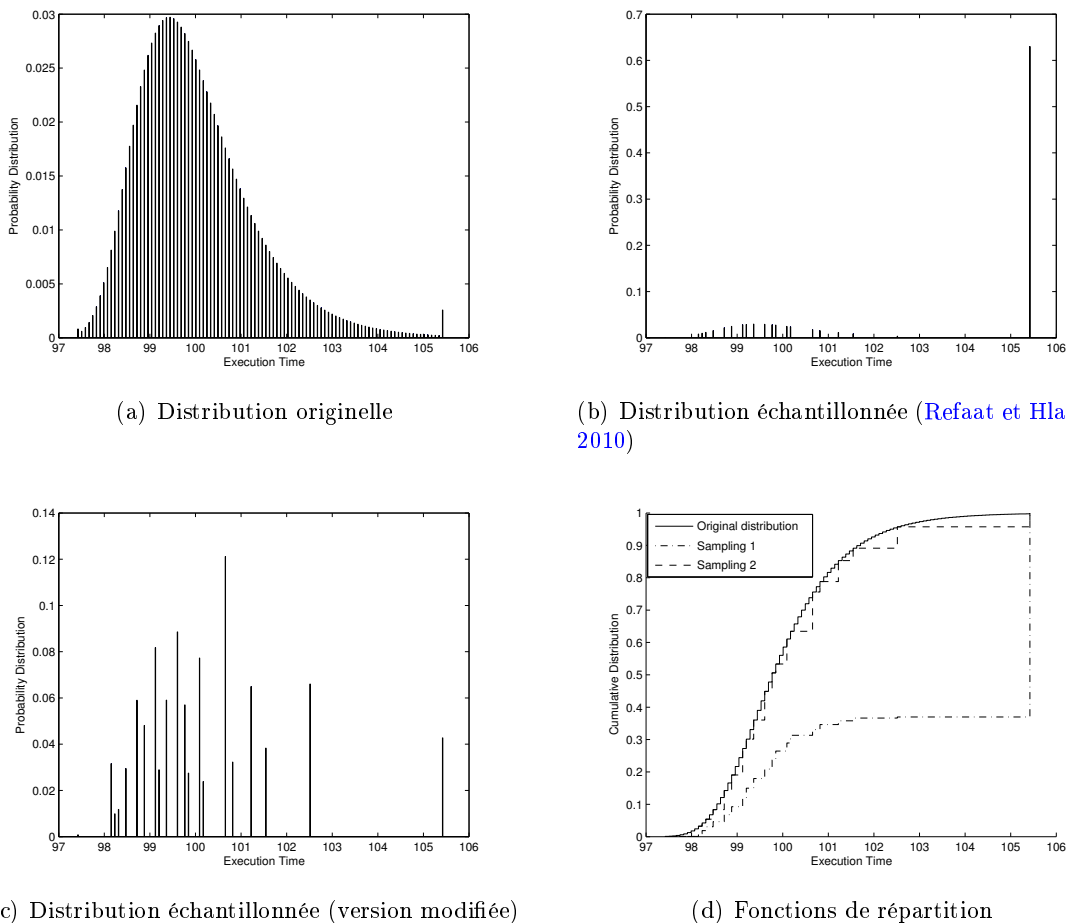 0.03
0.025
0.02
0.015
0.01
0.005
0
Probability Distribution
97 98 99 100 101 102 103 104 105 106
Execution Time
(a) Distribution originelle
0.7
0.6
0.5
0.4
0.3
0.2
0.1
0
Probability Distribution
97 98 99 100 101 102 103 104 105 106
Execution Time
(b) Distribution échantillonnée (Refaat et Hla
2010)
0.14
0.12
0.1
0.08
0.06
0.04
0.02
0
Probability Distribution
97 98 99 100 101 102 103 104 105 106
Execution Time
c) Distribution échantillonnée (version modifiée)
1
0.9
0.8
0.7
0.6
0.5
0.4
0.3
0.2
0.1
0
Cumulative Distribution
Original distribution
Sampling 1
Sampling 2
97 98 99 100 101 102 103 104 105 106
Execution Time
(d) Fonctions de répartition